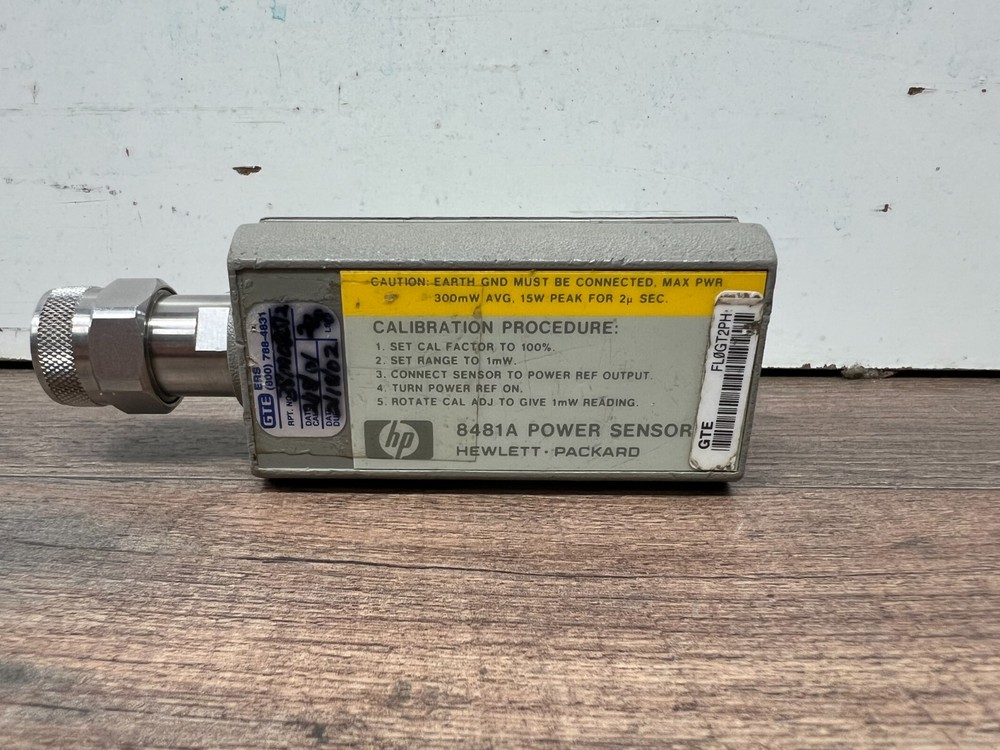 CAUTION: EARTH GND MUST BE CONNECTED, MAX PWR
300mW AVG, 15W PEAK FOR 2µ SEC.
CALIBRATION PROCEDURE:
1. SET CAL FACTOR TO 100%.
2. SET RANGE TO 1mW.
3. CONNECT SENSOR TO POWER REF OUTPUT.
4. TURN POWER REF ON.
5. ROTATE CAL ADJ TO GIVE 1mW READING.
hp
8481A POWER SENSOR
HEWLETT · PACKARD
GTE ERS
(800) 788-4831
RPT. NO.
GTE FL0GT2PH